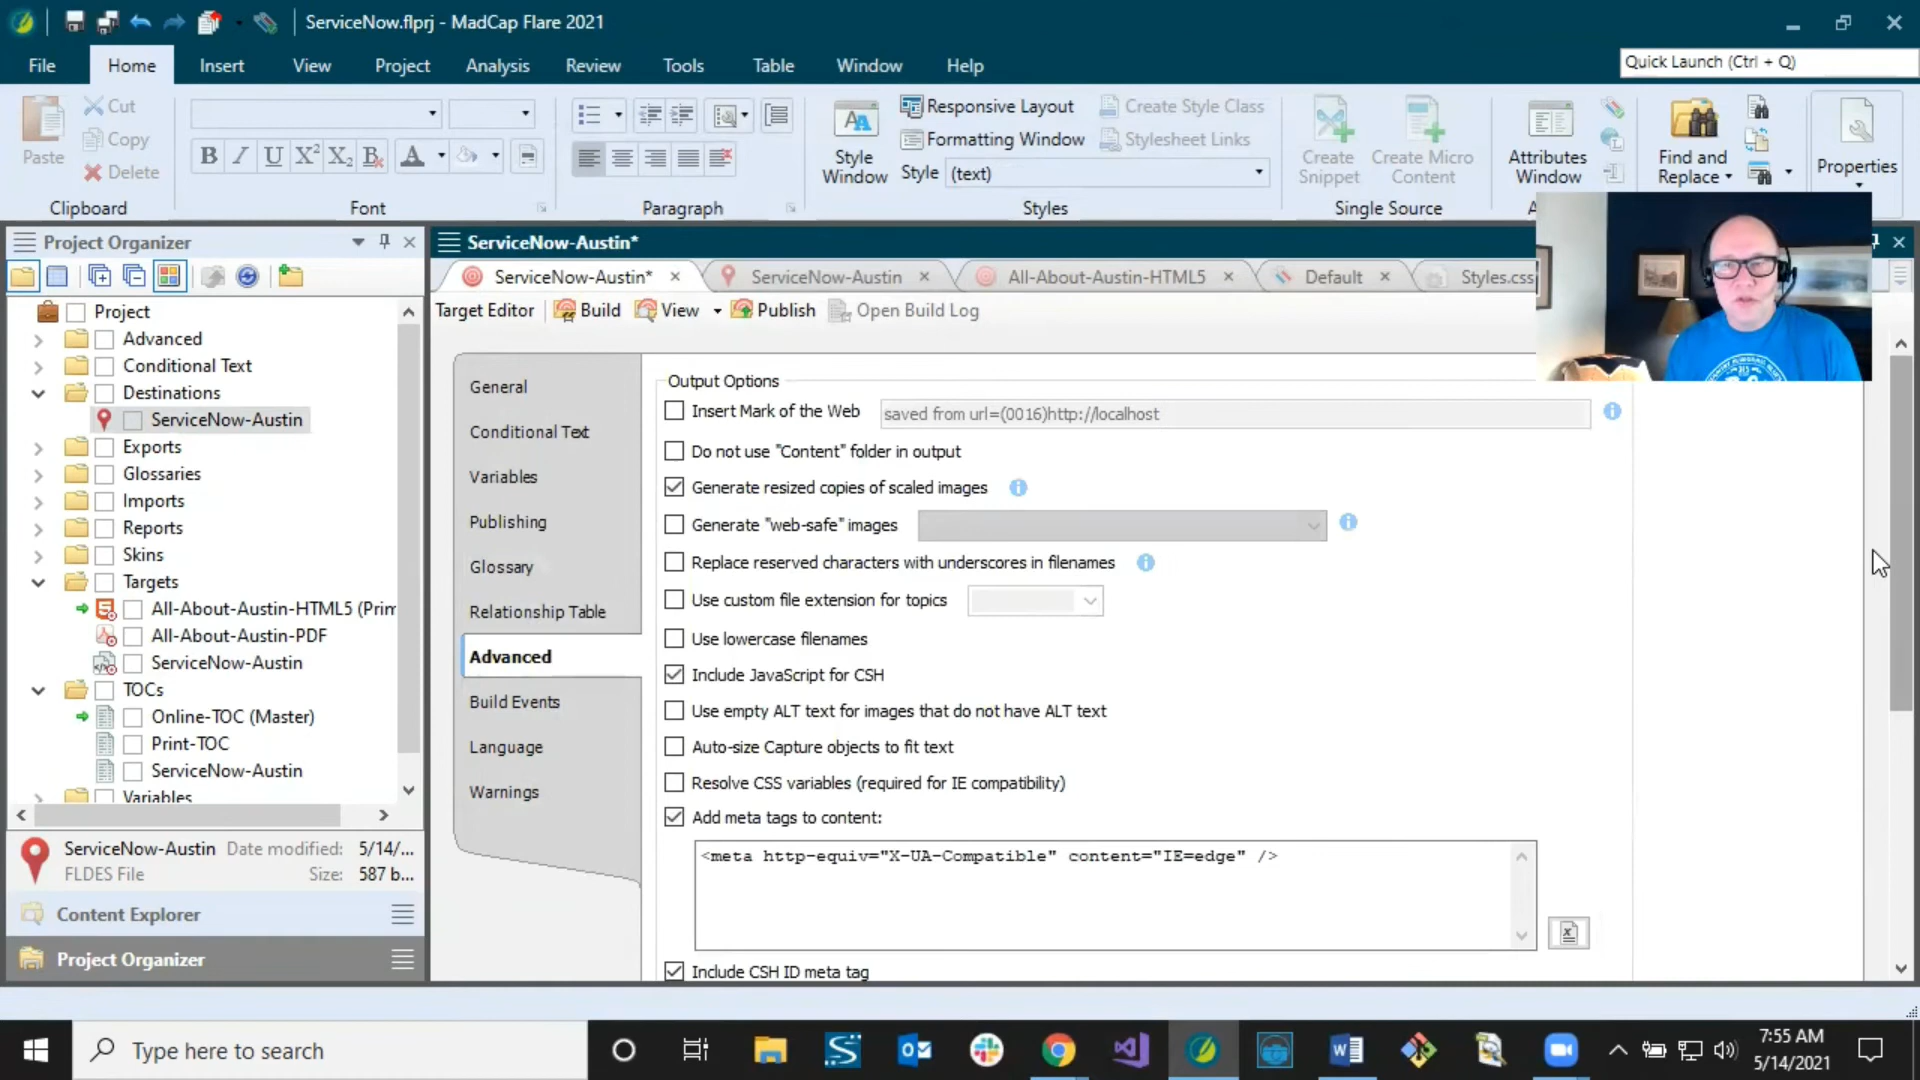 ServiceNow.flprj - MadCap Flare 2021
File Home Insert View Project Analysis Review Tools Table Window Help
Quick Launch (Ctrl + Q)
Paste
Cut
Copy
Delete
Clipboard
B I U X² X₂ B A
Font
Paragraph
Style Window
Responsive Layout
Formatting Window
Style (text)
Create Style Class
Stylesheet Links
Styles
Create Snippet
Create Micro Content
Single Source
Attributes Window
Find and Replace
Properties
Project Organizer
ServiceNow-Austin*
ServiceNow-Austin* ServiceNow-Austin All-About-Austin-HTML5 Default Styles.css
Target Editor Build View Publish Open Build Log
Project
Advanced
Conditional Text
Destinations
ServiceNow-Austin
Exports
Glossaries
Imports
Reports
Skins
Targets
All-About-Austin-HTML5 (Prim
All-About-Austin-PDF
ServiceNow-Austin
TOCs
Online-TOC (Master)
Print-TOC
ServiceNow-Austin
Variables
ServiceNow-Austin Date modified: 5/14/...
FLDES File Size: 587 b...
Content Explorer
Project Organizer
General
Conditional Text
Variables
Publishing
Glossary
Relationship Table
Advanced
Build Events
Language
Warnings
Output Options
Insert Mark of the Web saved from url=(0016)http://localhost
Do not use "Content" folder in output
Generate resized copies of scaled images
Generate "web-safe" images
Replace reserved characters with underscores in filenames
Use custom file extension for topics
Use lowercase filenames
Include JavaScript for CSH
Use empty ALT text for images that do not have ALT text
Auto-size Capture objects to fit text
Resolve CSS variables (required for IE compatibility)
Add meta tags to content:
<meta http-equiv="X-UA-Compatible" content="IE=edge" />
Include CSH ID meta tag
Type here to search
7:55 AM
5/14/2021